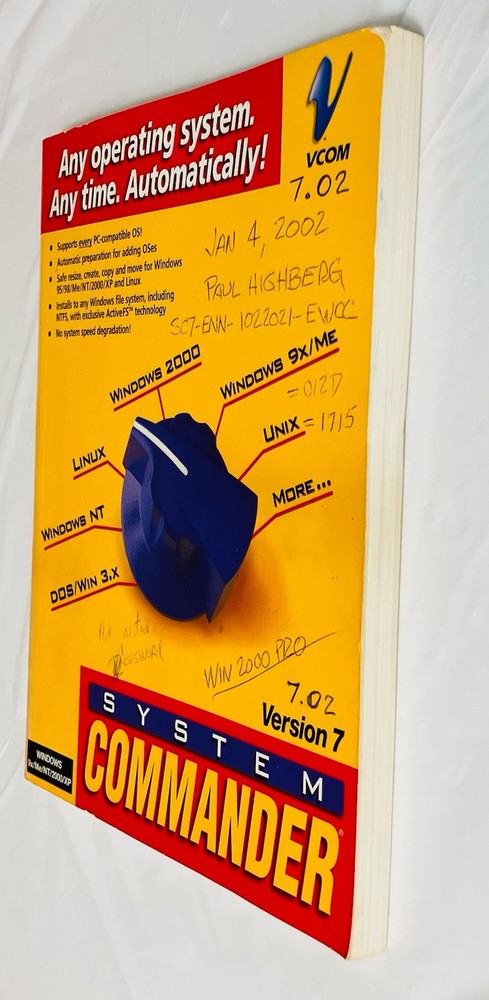 Any operating system.
Any time. Automatically!
VCOM
7.02
• Supports every PC-compatible OS!
• Automatic preparation for adding OSes
• Safe resize, create, copy and move for Windows
95/98/Me/NT/2000/XP and Linux
• Installs to any Windows file system, including
NTFS, with exclusive ActiveFS™ technology
• No system speed degradation!
JAN 4, 2002
PAUL HIGHBERG
SC7-ENN-1022021-EWCC
WINDOWS 2000
WINDOWS 9X/ME
= 012D
UNIX = 1715
LINUX
MORE...
WINDOWS NT
DOS/WIN 3.X
WIN 2000 PRO
7.02
Version 7
WINDOWS
9x/Me/NT/2000/XP
SYSTEM
COMMANDER®